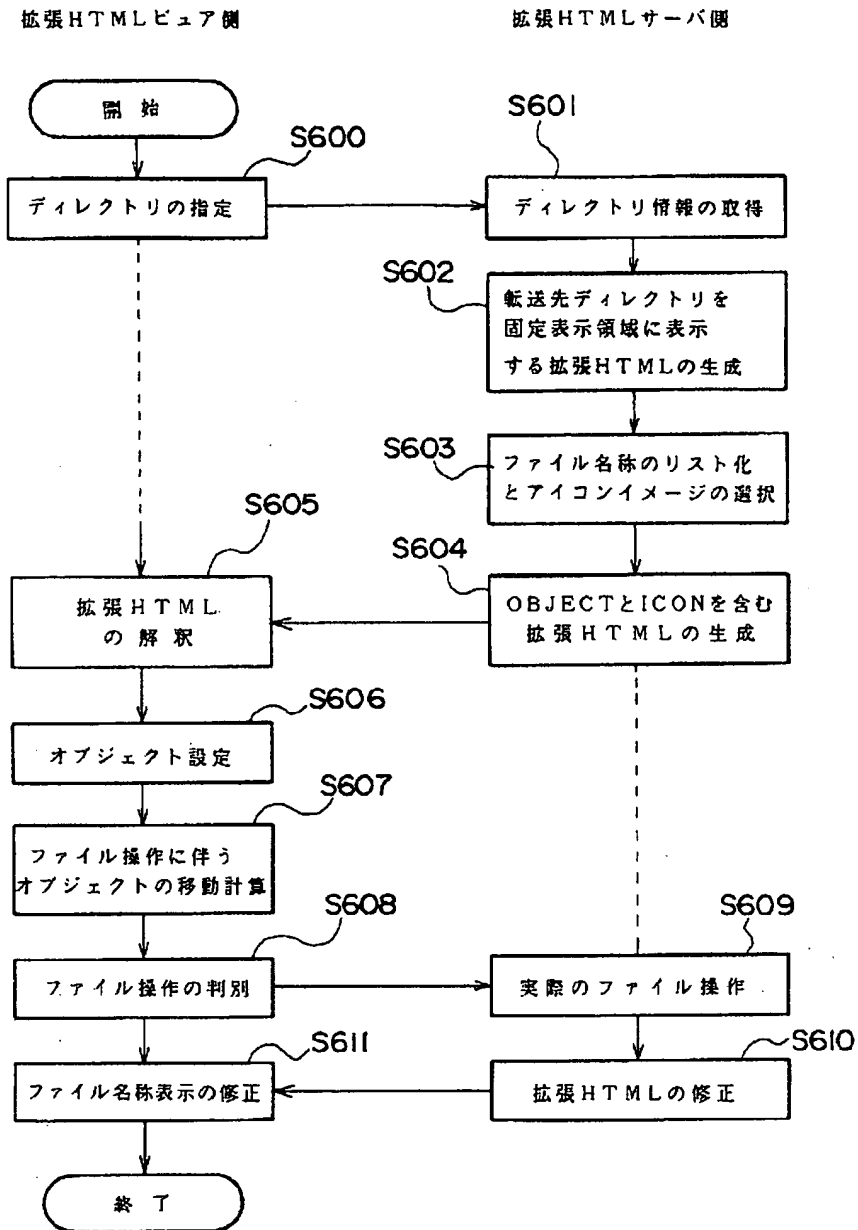 拡張HTMLビュア側
拡張HTMLサーバ側
開始
S600
S601
ディレクトリの指定
ディレクトリ情報の取得
S602
転送先ディレクトリを
固定表示領域に表示
する拡張HTMLの生成
S603
ファイル名称のリスト化
とアイコンイメージの選択
S605
S604
拡張HTML
の解釈
OBJECTとICONを含む
拡張HTMLの生成
S606
オブジェクト設定
S607
ファイル操作に伴う
オブジェクトの移動計算
S608
S609
ファイル操作の判別
実際のファイル操作
S611
S610
ファイル名称表示の修正
拡張HTMLの修正
終了